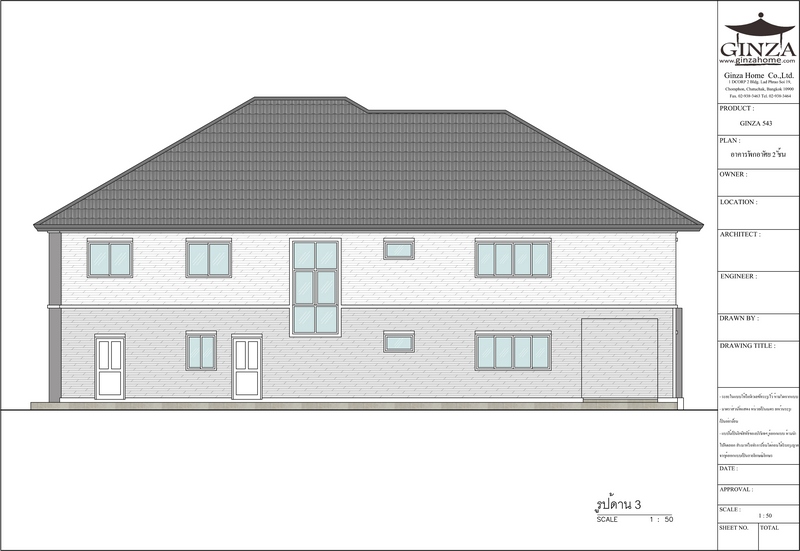 GINZA
www.ginzahome.com
Ginza Home Co.,Ltd.
1 DCORP 2 Bldg. Lad Phrao Soi 19,
Chomphon, Chatuchak, Bangkok 10900
Fax. 02-938-3463 Tel. 02-938-3464
PRODUCT :
GINZA 543
PLAN :
อาคารพักอาศัย 2 ชั้น
OWNER :
LOCATION :
ARCHITECT :
ENGINEER :
DRAWN BY :
DRAWING TITLE :
DATE :
APPROVAL :
SCALE :
1 : 50
SHEET NO.
TOTAL
รูปด้าน 3
SCALE 1 : 50